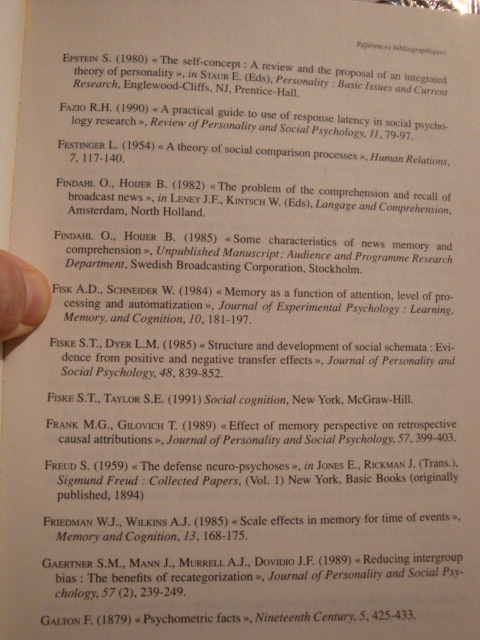 Références bibliographiques
EPSTEIN S. (1980) « The self-concept : A review and the proposal of an integrated
theory of personality », in STAUB E. (Eds), Personality : Basic Issues and Current
Research, Englewood-Cliffs, NJ, Prentice-Hall.
FAZIO R.H. (1990) « A practical guide to use of response latency in social psycho-
logy research », Review of Personality and Social Psychology, 11, 79-97.
FESTINGER L. (1954) « A theory of social comparison processes », Human Relations,
7, 117-140.
FINDAHL O., HOIJER B. (1982) « The problem of the comprehension and recall of
broadcast news », in LENEY J.F., KINTSCH W. (Eds), Langage and Comprehension,
Amsterdam, North Holland.
FINDAHL O., HOIJER B. (1985) « Some characteristics of news memory and
comprehension », Unpublished Manuscript ; Audience and Programme Research
Department, Swedish Broadcasting Corporation, Stockholm.
FISK A.D., SCHNEIDER W. (1984) « Memory as a function of attention, level of pro-
cessing and automatization », Journal of Experimental Psychology : Learning,
Memory, and Cognition, 10, 181-197.
FISKE S.T., DYER L.M. (1985) « Structure and development of social schemata : Evi-
dence from positive and negative transfer effects », Journal of Personality and
Social Psychology, 48, 839-852.
FISKE S.T., TAYLOR S.E. (1991) Social cognition, New York, McGraw-Hill.
FRANK M.G., GILOVICH T. (1989) « Effect of memory perspective on retrospective
causal attributions », Journal of Personality and Social Psychology, 57, 399-403.
FREUD S. (1959) « The defense neuro-psychoses », in JONES E., RICKMAN J. (Trans.),
Sigmund Freud : Collected Papers, (Vol. 1) New York, Basic Books (originally
published, 1894)
FRIEDMAN W.J., WILKINS A.J. (1985) « Scale effects in memory for time of events »,
Memory and Cognition, 13, 168-175.
GAERTNER S.M., MANN J., MURRELL A.J., DOVIDIO J.F. (1989) « Reducing intergroup
bias : The benefits of recategorization », Journal of Personality and Social Psy-
chology, 57 (2), 239-249.
GALTON F. (1879) « Psychometric facts », Nineteenth Century, 5, 425-433.